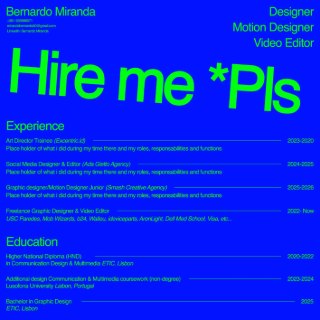 Bernardo Miranda
Designer
Motion Designer
Video Editor
Hire me *Pls
Experience
Art Director Trainee (Excentric.id) 2023-2025
Place holder of what i did during my time there and my roles, responsabilities and functions
Social Media Designer & Editor (Ada Gatito Agency) 2024-2025
Place holder of what i did during my time there and my roles, responsabilities and functions
Graphic designer/Motion Designer Junior (Smash Creative Agency) 2025-2026
Place holder of what i did during my time there and my roles, responsabilities and functions
Freelance Graphic Designer & Video Editor 2022- Now
Visa, etc...
Education
Higher National Diploma (HND) 2020-2022
in Communication Design & Multimedia ETIC, Lisbon
Additional design Communication & Multimedia coursework (non-degree) 2023-2024
Lusofona University Lisbon, Portugal
Bachelor in Graphic Design 2025
ETIC, Lisbon